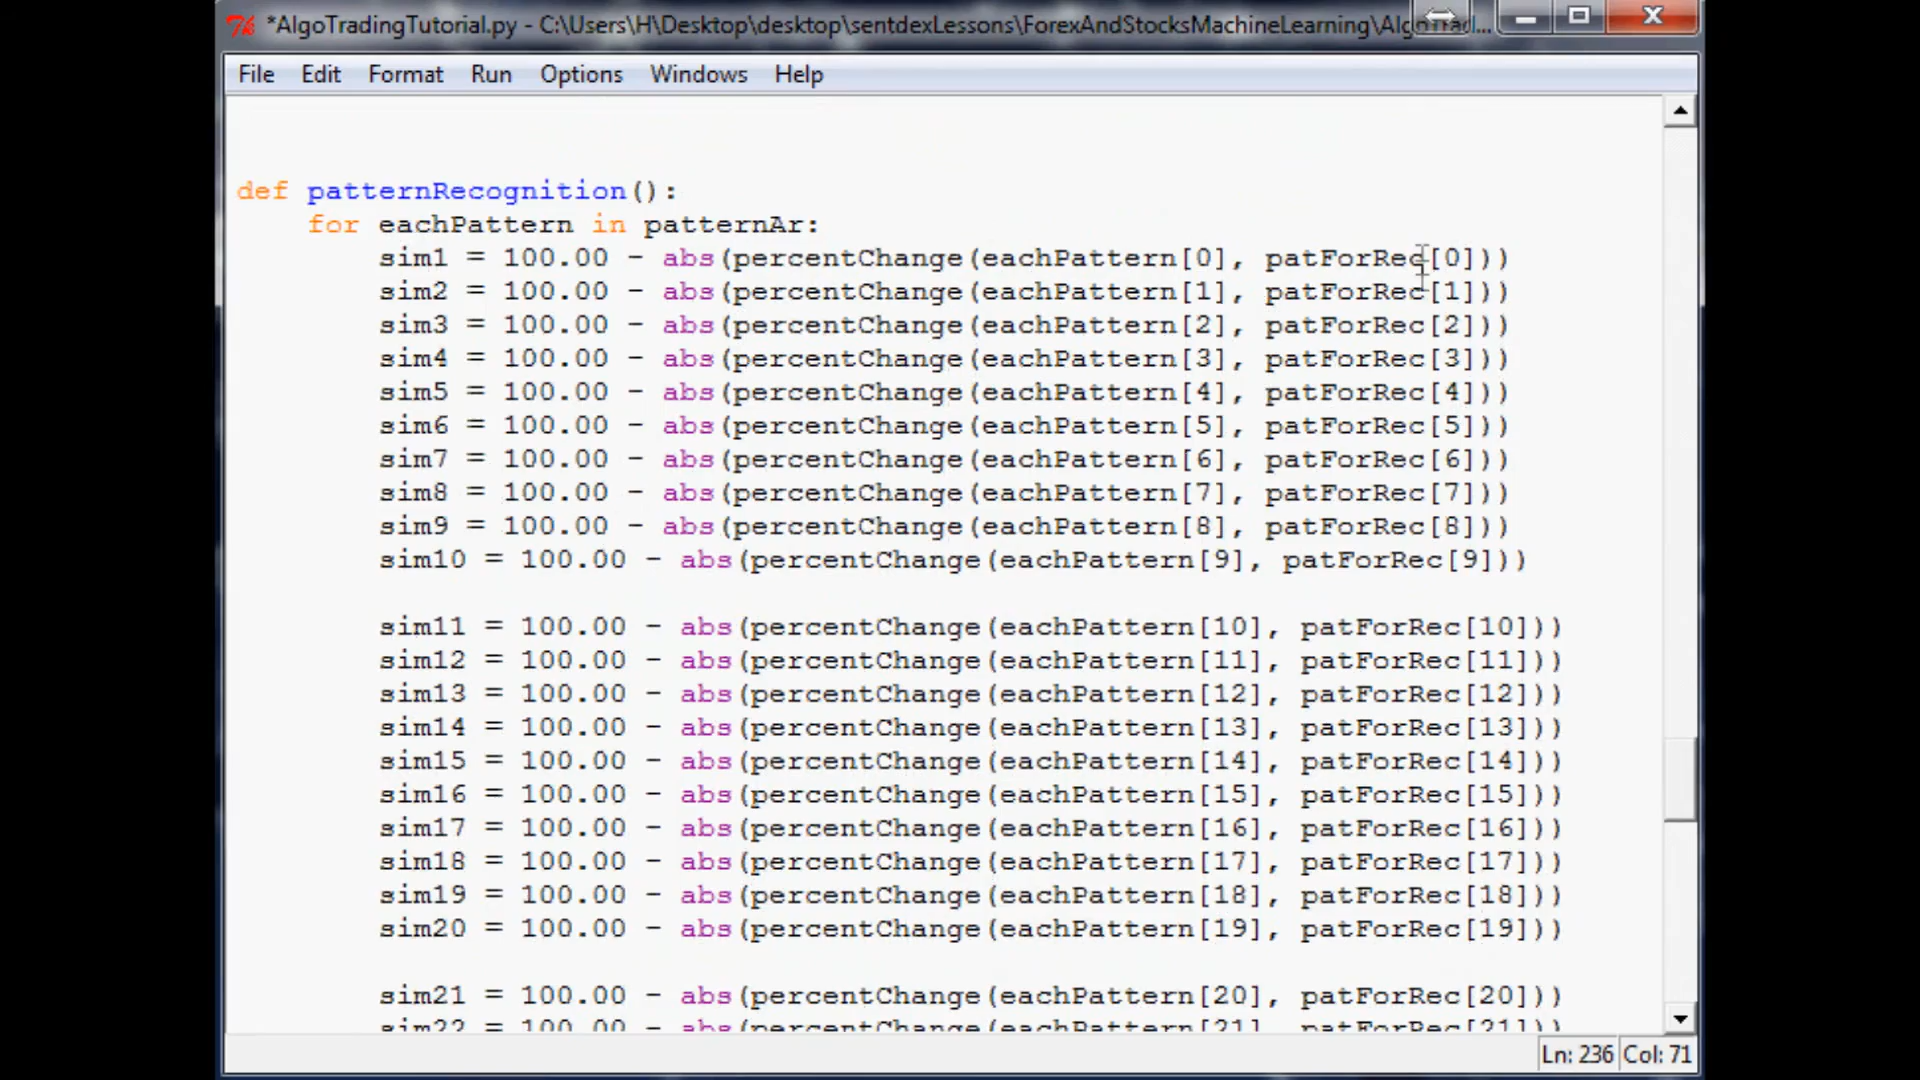 *AlgoTradingTutorial.py - C:\Users\H\Desktop\desktop\sentdexLessons\ForexAndStocksMachineLearning\AlgoTrad...
File Edit Format Run Options Windows Help
def patternRecognition():
for eachPattern in patternAr:
sim1 = 100.00 - abs(percentChange(eachPattern[0], patForRec[0]))
sim2 = 100.00 - abs(percentChange(eachPattern[1], patForRec[1]))
sim3 = 100.00 - abs(percentChange(eachPattern[2], patForRec[2]))
sim4 = 100.00 - abs(percentChange(eachPattern[3], patForRec[3]))
sim5 = 100.00 - abs(percentChange(eachPattern[4], patForRec[4]))
sim6 = 100.00 - abs(percentChange(eachPattern[5], patForRec[5]))
sim7 = 100.00 - abs(percentChange(eachPattern[6], patForRec[6]))
sim8 = 100.00 - abs(percentChange(eachPattern[7], patForRec[7]))
sim9 = 100.00 - abs(percentChange(eachPattern[8], patForRec[8]))
sim10 = 100.00 - abs(percentChange(eachPattern[9], patForRec[9]))
sim11 = 100.00 - abs(percentChange(eachPattern[10], patForRec[10]))
sim12 = 100.00 - abs(percentChange(eachPattern[11], patForRec[11]))
sim13 = 100.00 - abs(percentChange(eachPattern[12], patForRec[12]))
sim14 = 100.00 - abs(percentChange(eachPattern[13], patForRec[13]))
sim15 = 100.00 - abs(percentChange(eachPattern[14], patForRec[14]))
sim16 = 100.00 - abs(percentChange(eachPattern[15], patForRec[15]))
sim17 = 100.00 - abs(percentChange(eachPattern[16], patForRec[16]))
sim18 = 100.00 - abs(percentChange(eachPattern[17], patForRec[17]))
sim19 = 100.00 - abs(percentChange(eachPattern[18], patForRec[18]))
sim20 = 100.00 - abs(percentChange(eachPattern[19], patForRec[19]))
sim21 = 100.00 - abs(percentChange(eachPattern[20], patForRec[20]))
sim22 = 100.00 - abs(percentChange(eachPattern[21], patForRec[21]))
Ln: 236 Col: 71